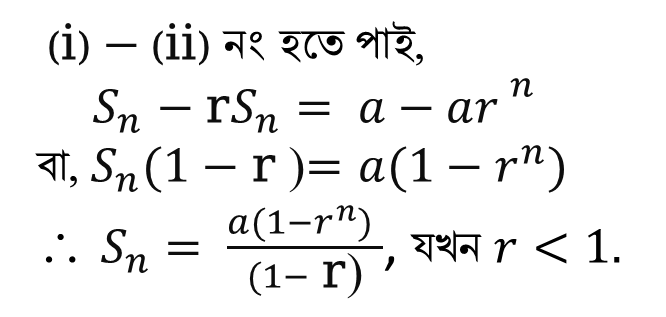 (i) − (ii) নং হতে পাই,
Sₙ − rSₙ = a − arⁿ
বা, Sₙ(1 − r )= a(1 − rⁿ)
∴ Sₙ = a(1−rⁿ)/(1− r), যখন r < 1.